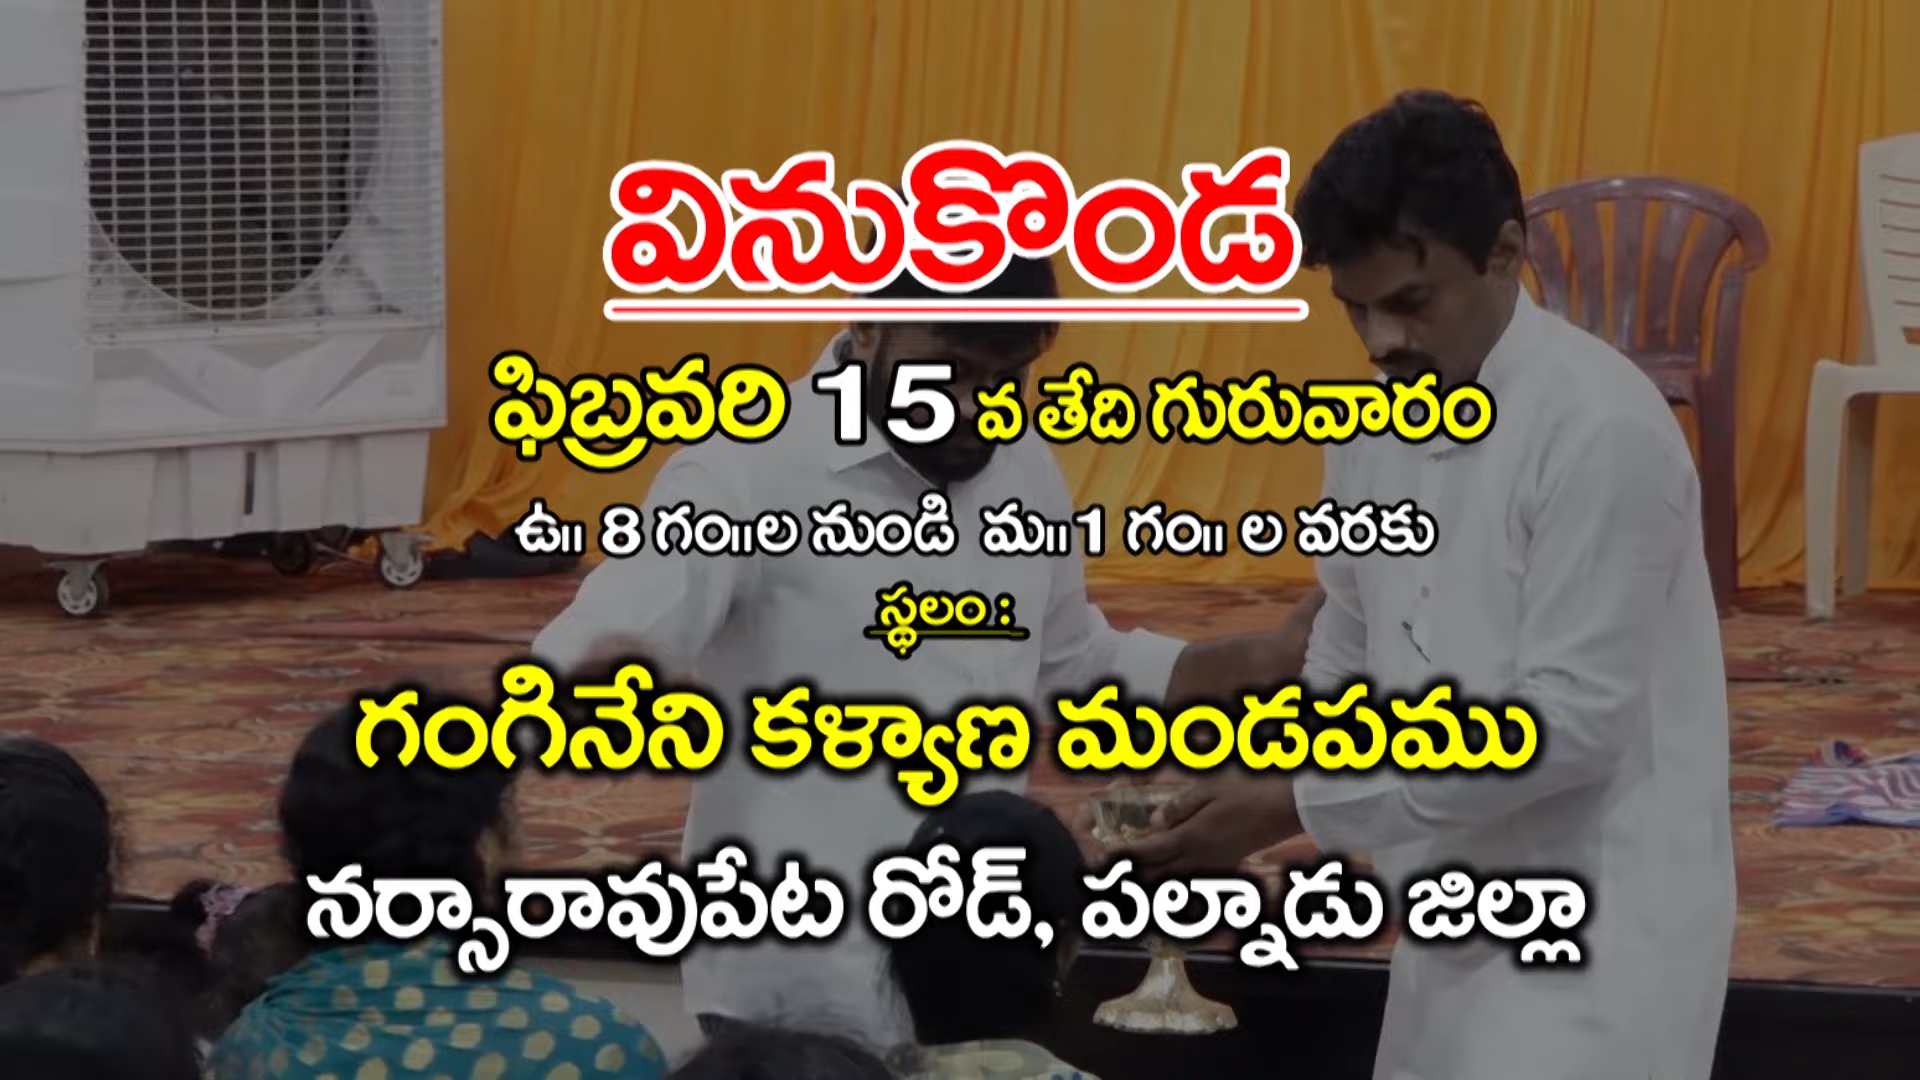 వినుకొండ
ఫిబ్రవరి 15 వ తేది గురువారం
ఉ॥ 8 గం॥ల నుండి మ॥1 గం॥ ల వరకు
స్థలం :
గంగినేని కళ్యాణ మండపము
నర్సారావుపేట రోడ్, పల్నాడు జిల్లా